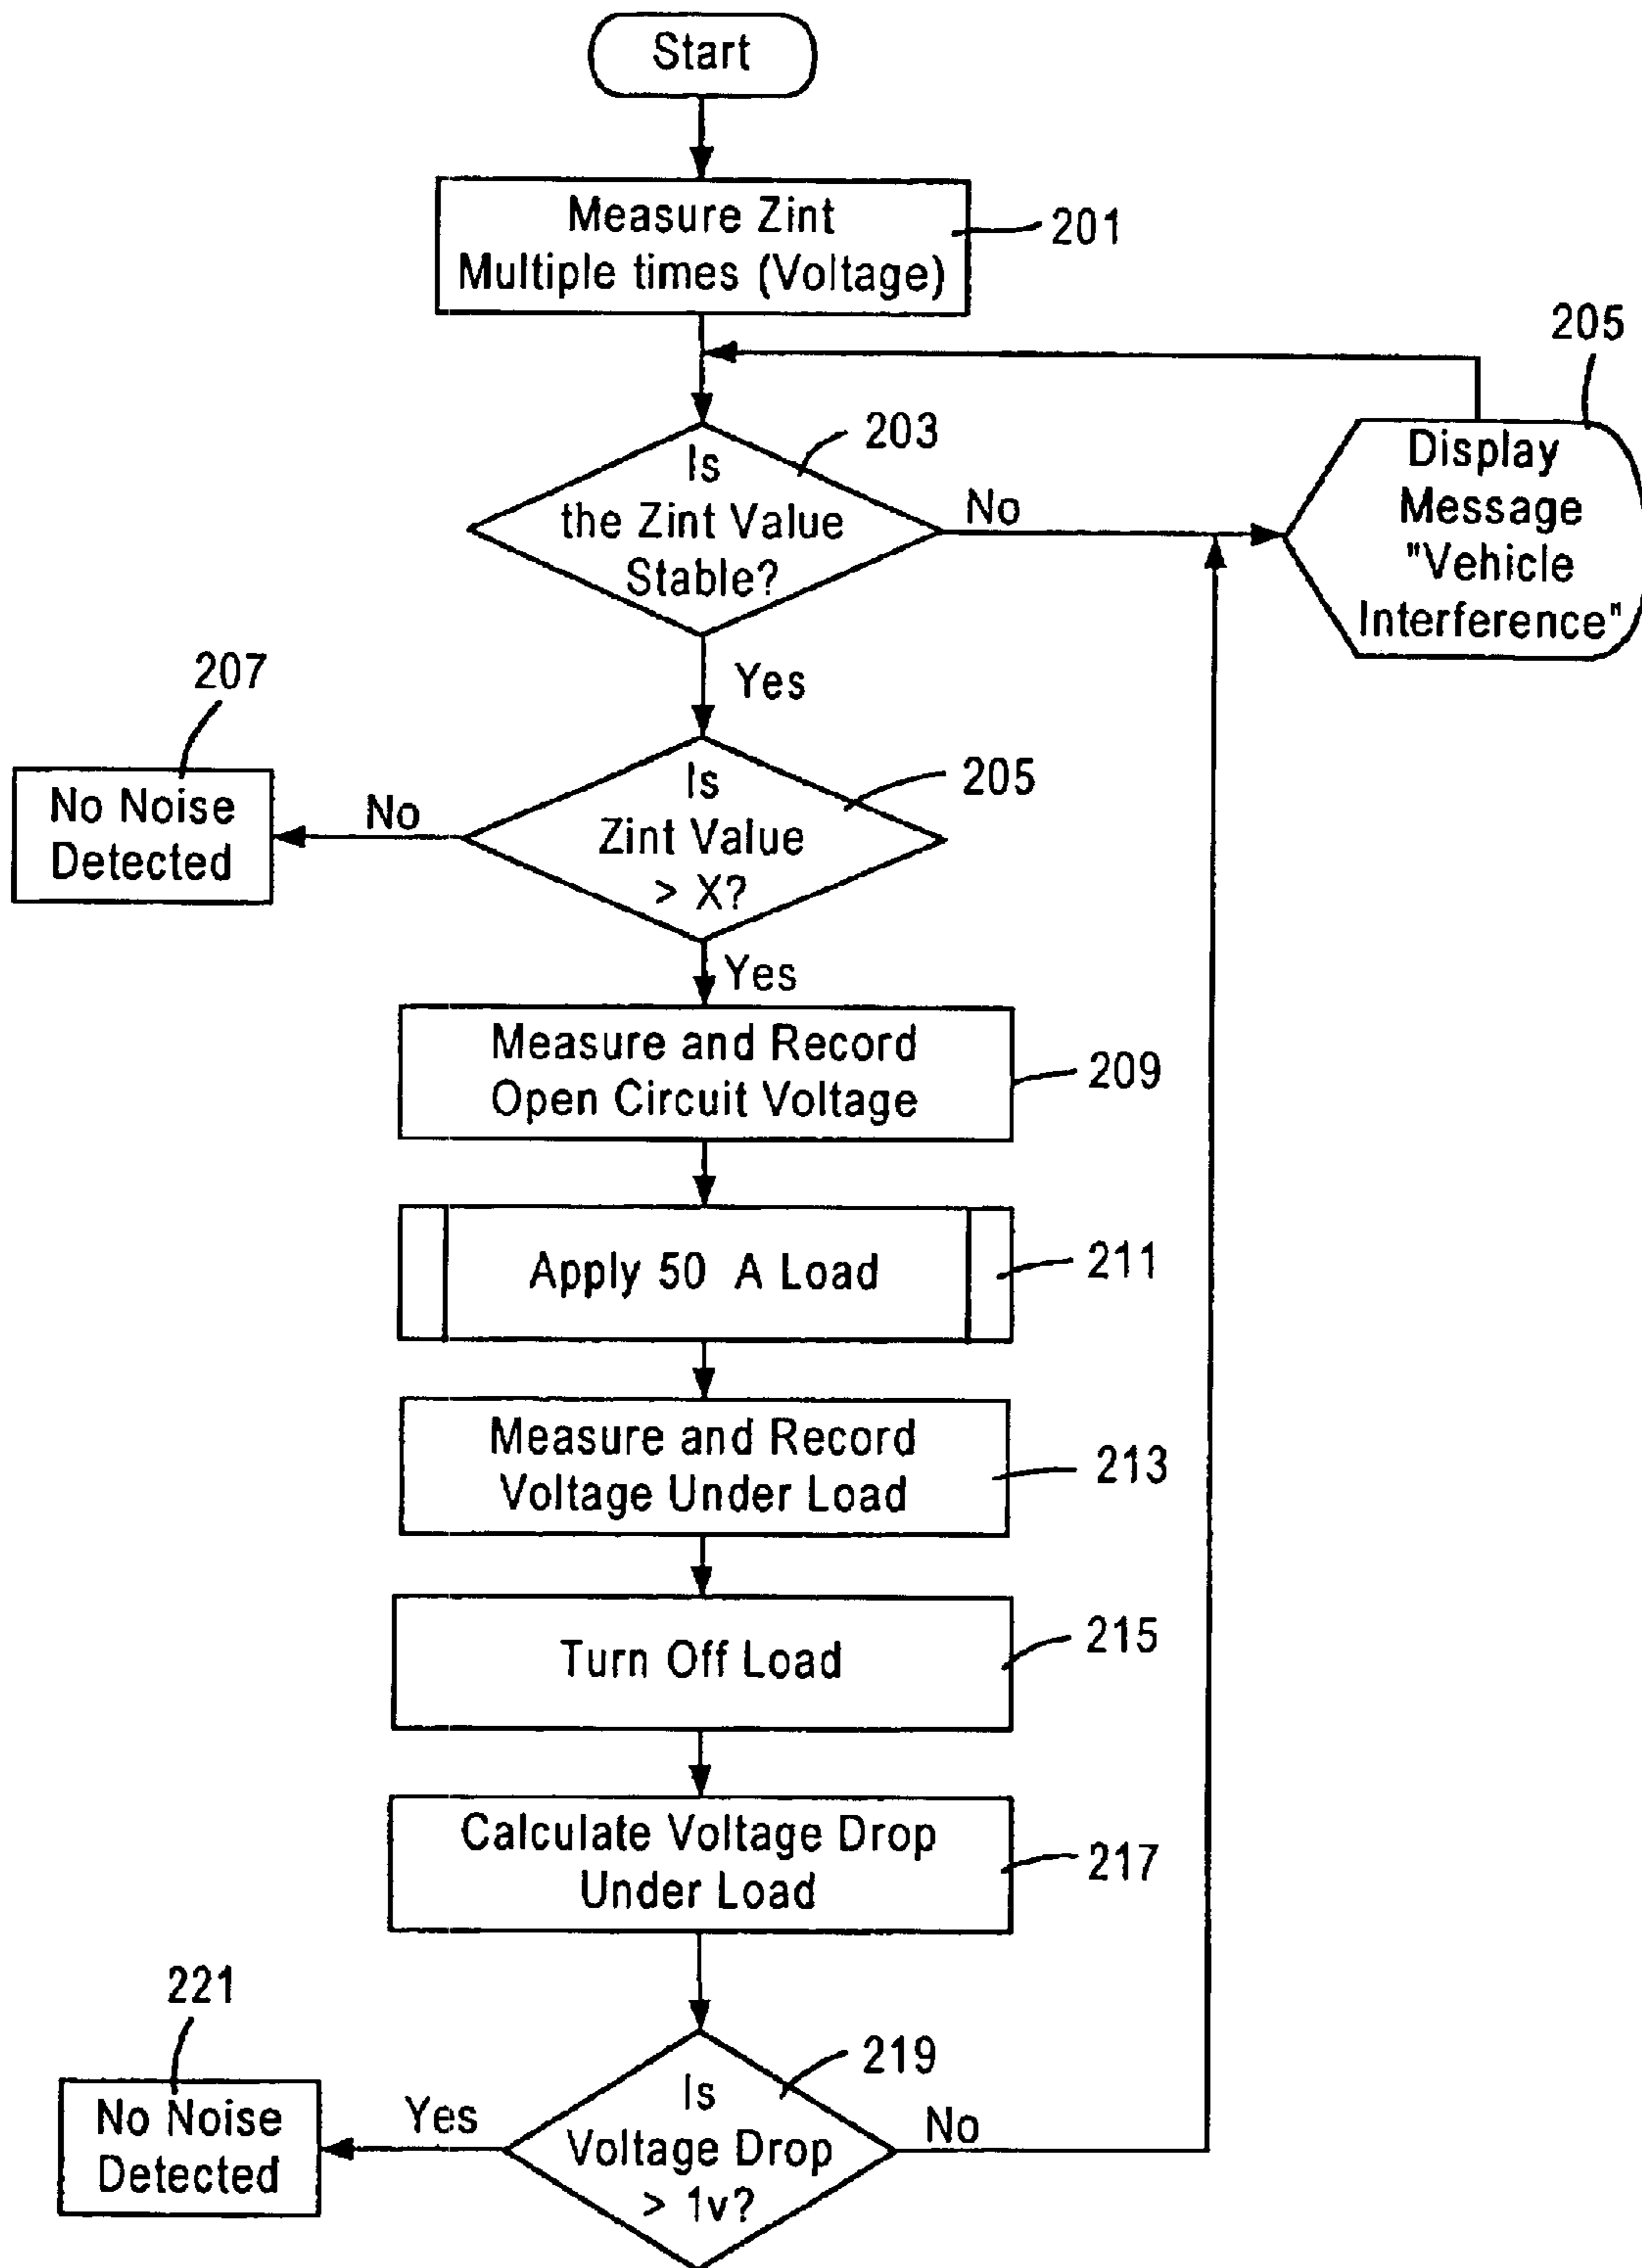 Start
Measure Zint
Multiple times (Voltage)
201
205
Display
Message
"Vehicle
Interference"
203
Is
the Zint Value
Stable?
No
Yes
207
No Noise
Detected
No
205
Is
Zint Value
> X?
Yes
Measure and Record
Open Circuit Voltage
209
Apply 50 A Load
211
Measure and Record
Voltage Under Load
213
Turn Off Load
215
Calculate Voltage Drop
Under Load
217
221
No Noise
Detected
Yes
219
Is
Voltage Drop
> 1v?
No